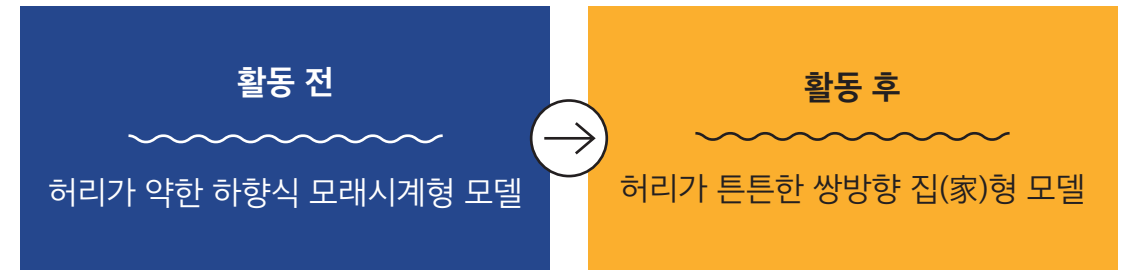 활동 전
허리가 약한 하향식 모래시계형 모델
활동 후
허리가 튼튼한 쌍방향 집(家)형 모델